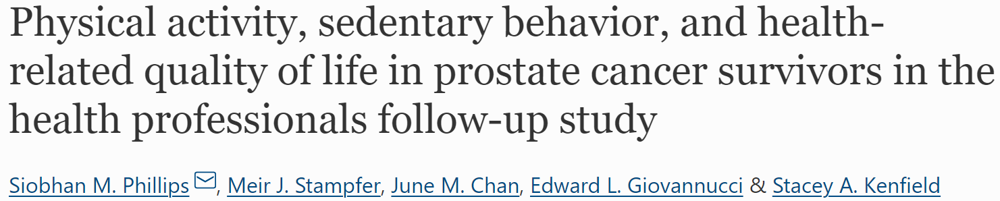 Physical activity, sedentary behavior, and health-
related quality of life in prostate cancer survivors in the
health professionals follow-up study
Siobhan M. Phillips, Meir J. Stampfer, June M. Chan, Edward L. Giovannucci & Stacey A. Kenfield